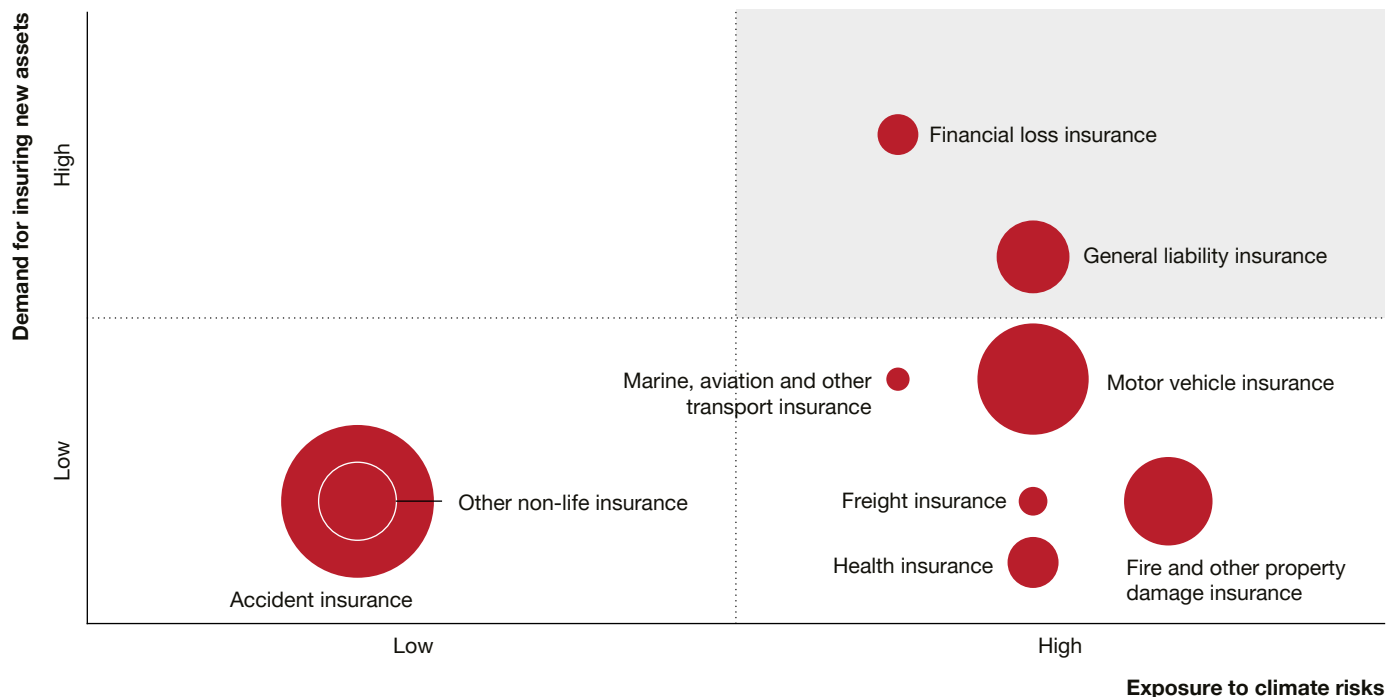 Demand for insuring new assets
High
Low
Financial loss insurance
General liability insurance
Marine, aviation and other
transport insurance
Motor vehicle insurance
Other non-life insurance
Accident insurance
Freight insurance
Health insurance
Fire and other property
damage insurance
Low
High
Exposure to climate risks